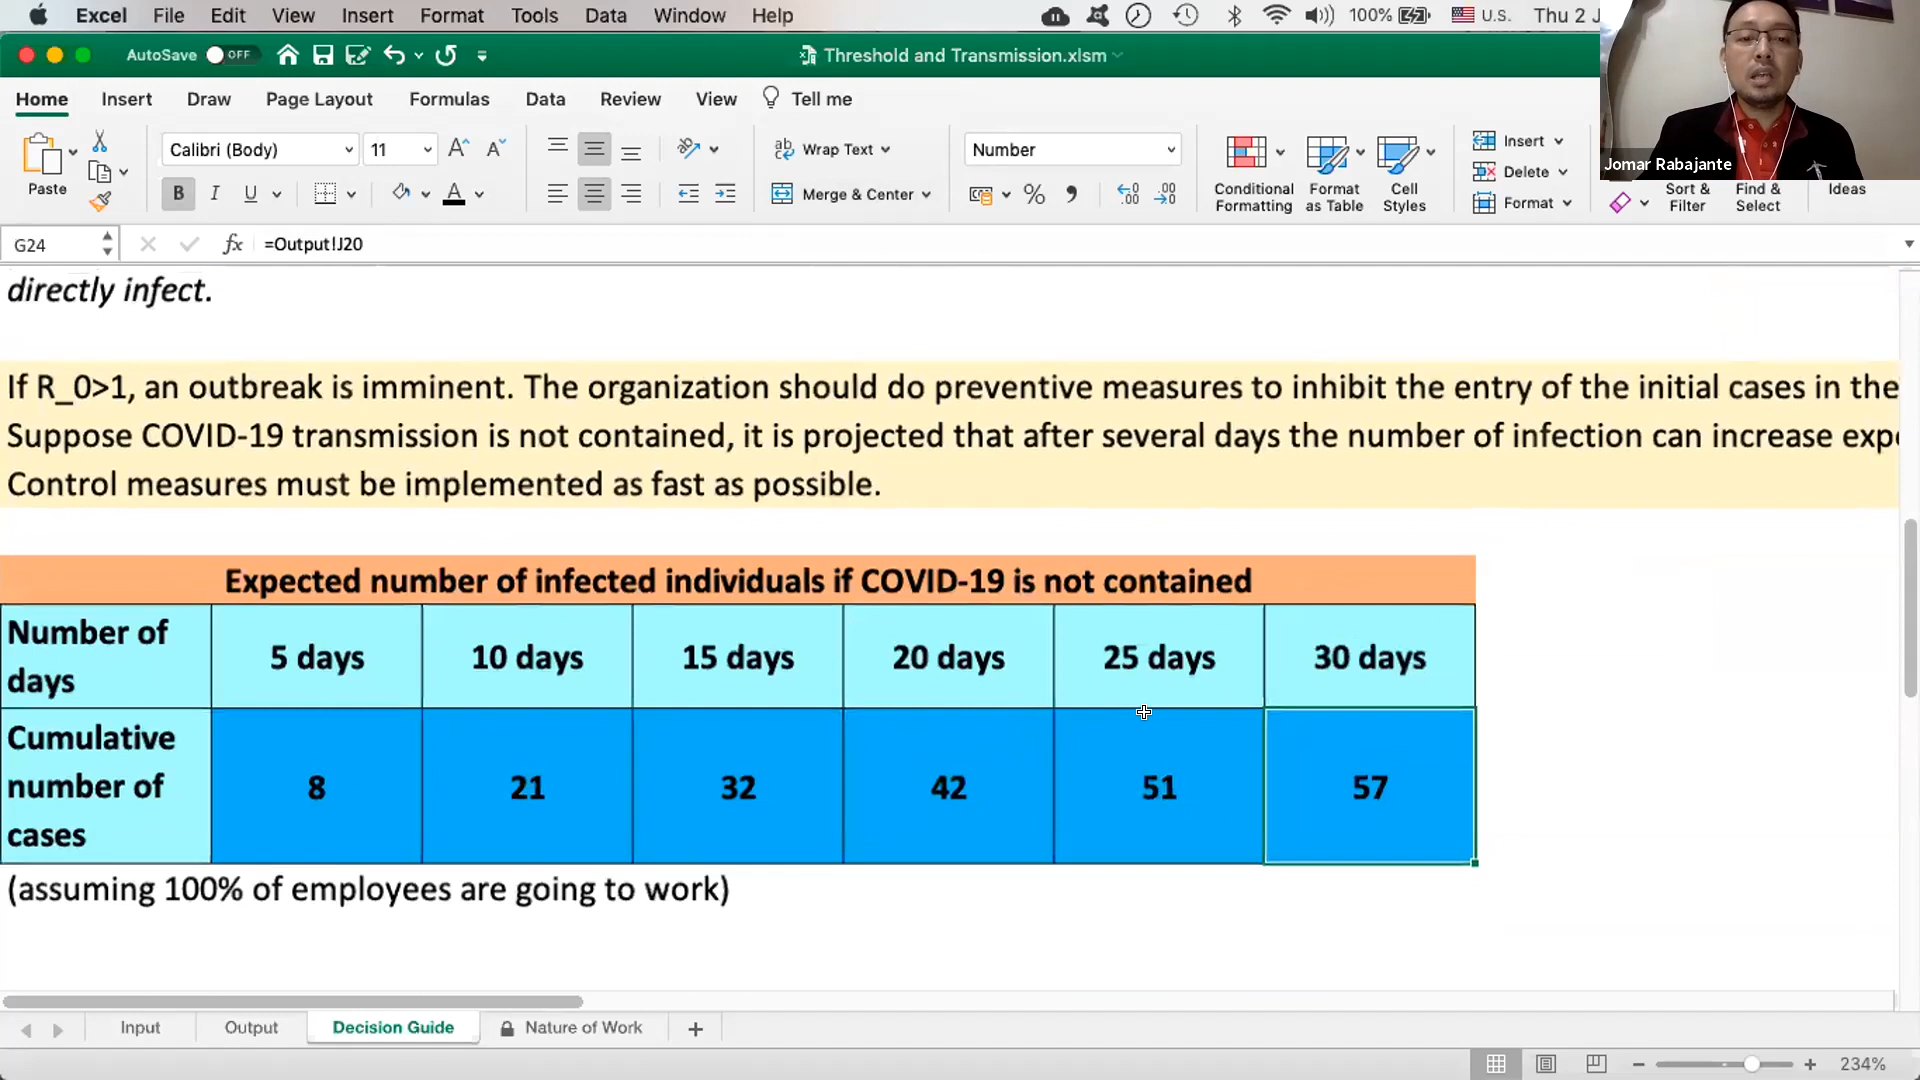 Excel File Edit View Insert Format Tools Data Window Help 100% U.S. Thu 2 J
AutoSave OFF Threshold and Transmission.xlsm
Home Insert Draw Page Layout Formulas Data Review View Tell me
Paste Calibri (Body) 11 A A Wrap Text Number Conditional Formatting Format as Table Cell Styles Insert Delete Format Sort & Filter Find & Select Ideas
B I U A Merge & Center %
Jomar Rabajante
G24 fx =Output!J20
directly infect.
If R_0>1, an outbreak is imminent. The organization should do preventive measures to inhibit the entry of the initial cases in the
Suppose COVID-19 transmission is not contained, it is projected that after several days the number of infection can increase exp
Control measures must be implemented as fast as possible.
Expected number of infected individuals if COVID-19 is not contained
Number of days 5 days 10 days 15 days 20 days 25 days 30 days
Cumulative number of cases 8 21 32 42 51 57
(assuming 100% of employees are going to work)
Input Output Decision Guide Nature of Work
234%